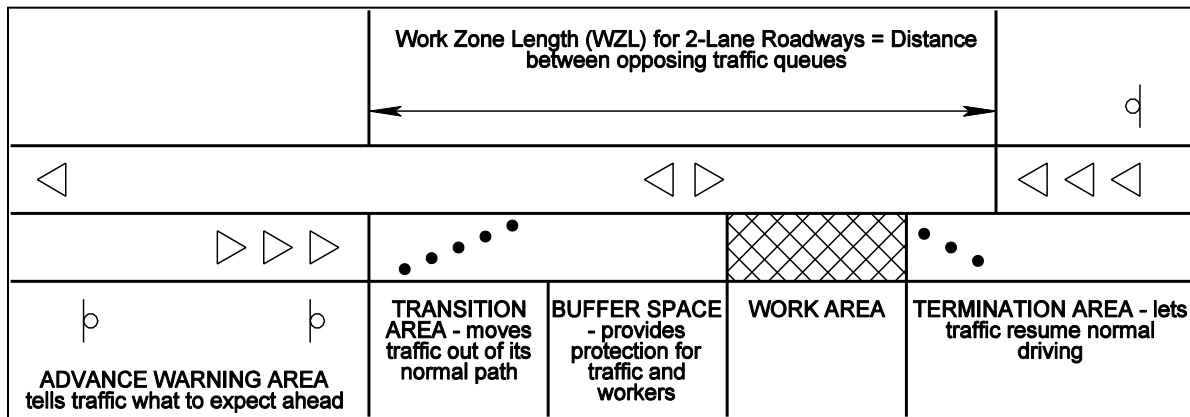 Work Zone Length (WZL) for 2-Lane Roadways = Distance
between opposing traffic queues
TRANSITION
AREA - moves
traffic out of its
normal path
BUFFER SPACE
- provides
protection for
traffic and
workers
WORK AREA
TERMINATION AREA - lets
traffic resume normal
driving
ADVANCE WARNING AREA
tells traffic what to expect ahead